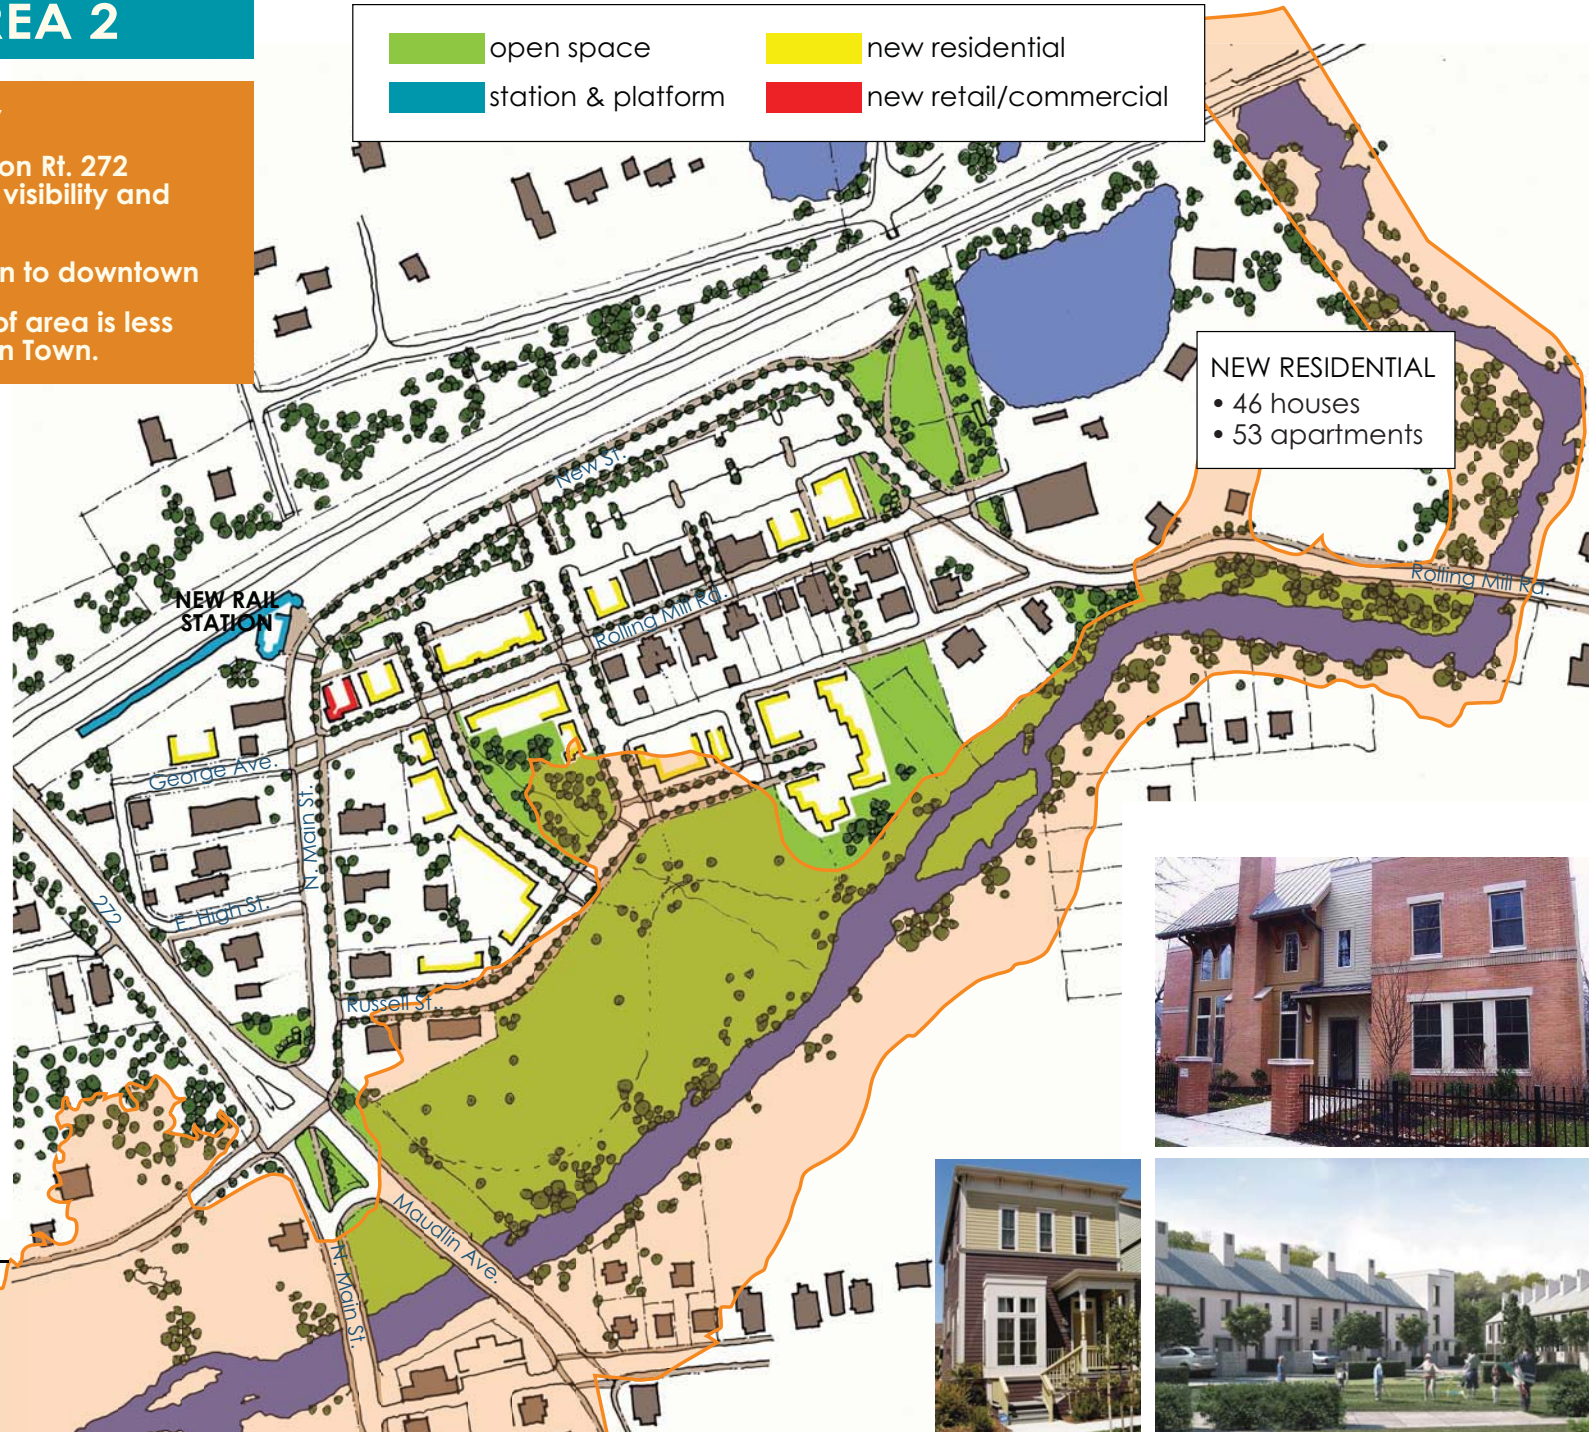 REA 2
on Rt. 272
visibility and
n to downtown
of area is less
n Town.
open space
new residential
station & platform
new retail/commercial
NEW RESIDENTIAL
• 46 houses
• 53 apartments
New St.
Rolling Mill Rd.
NEW RAIL
STATION
Rolling Mill Rd.
George Ave.
N. Main St.
272
E. High St.
Russell St.
Maudlin Ave.
N. Main St.